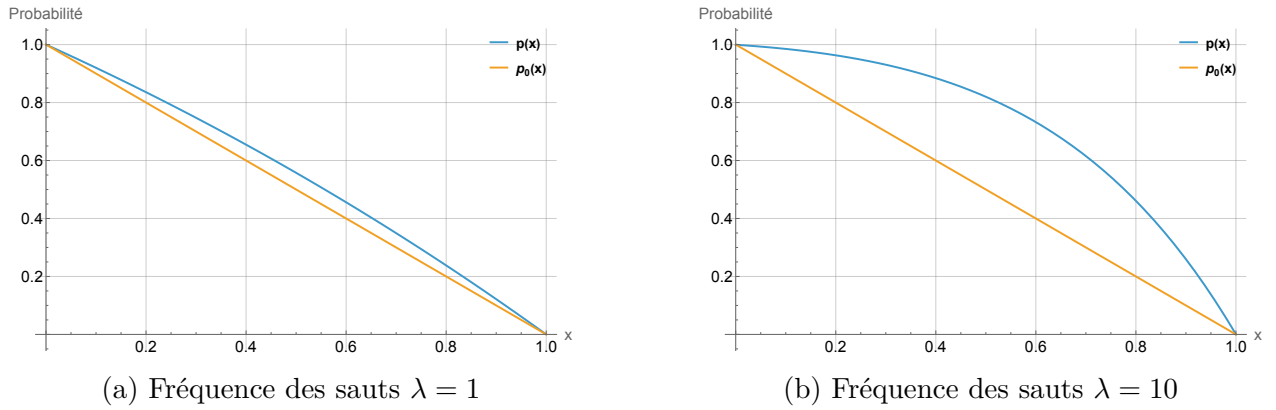 Probabilité
1.0
0.8
0.6
0.4
0.2
0.2 0.4 0.6 0.8 1.0
x
p(x)
p₀(x)
(a) Fréquence des sauts λ = 1
Probabilité
1.0
0.8
0.6
0.4
0.2
0.2 0.4 0.6 0.8 1.0
x
p(x)
p₀(x)
(b) Fréquence des sauts λ = 10